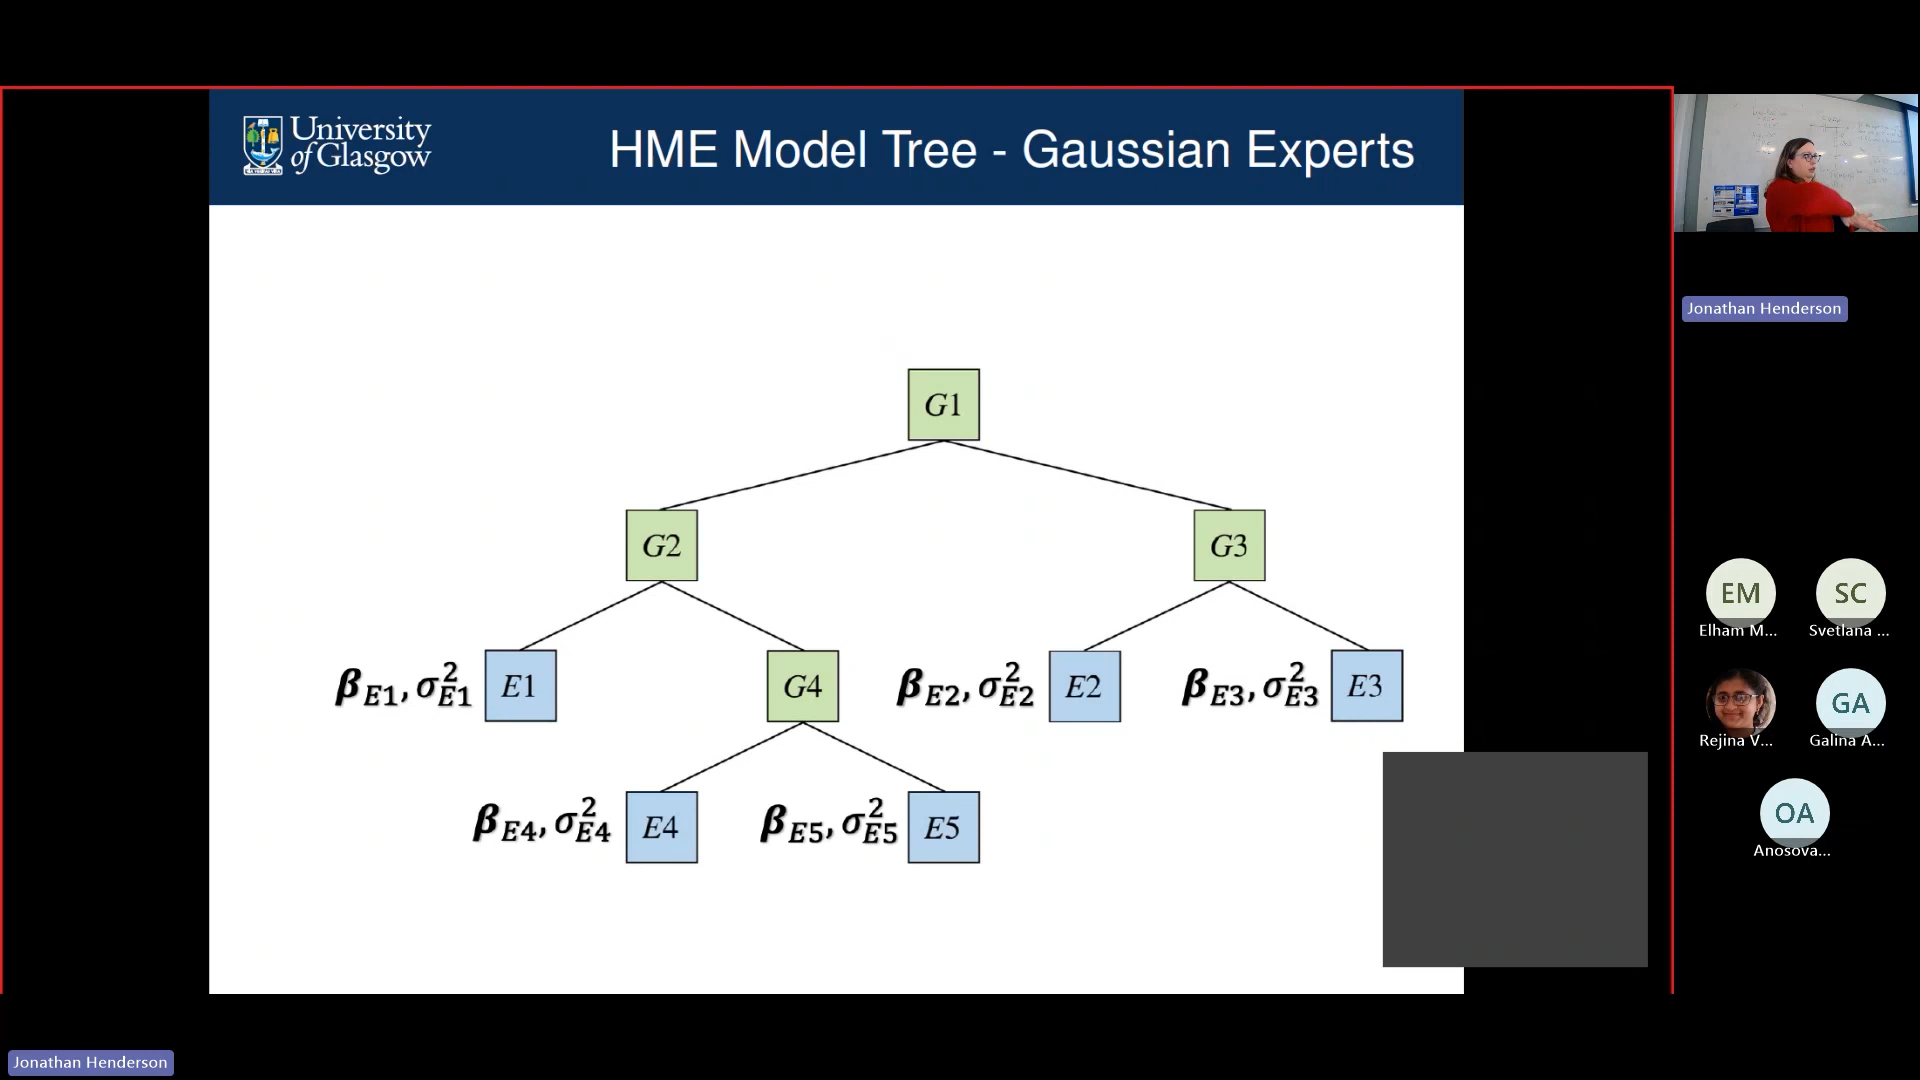 University
of Glasgow
HME Model Tree - Gaussian Experts
G1
G2
G3
β_E1, σ²_E1
E1
G4
β_E2, σ²_E2
E2
β_E3, σ²_E3
E3
β_E4, σ²_E4
E4
β_E5, σ²_E5
E5
Jonathan Henderson
EM
SC
Elham M...
Svetlana ...
GA
Rejina V...
Galina A...
OA
Anosova...
Jonathan Henderson